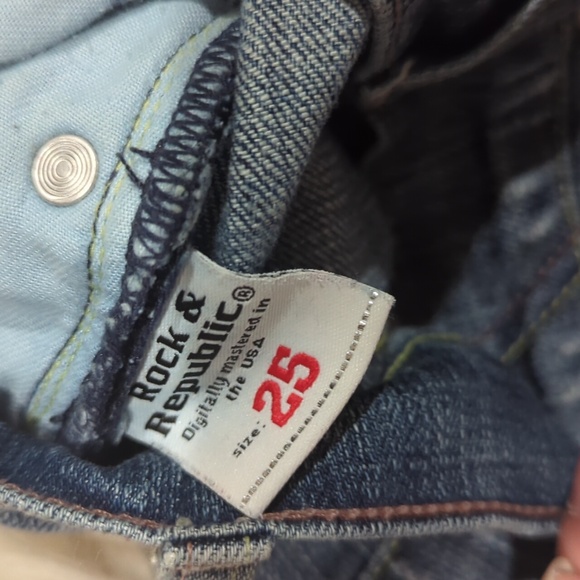 Rock &
Republic®
Digitally mastered in
the USA
size: 25